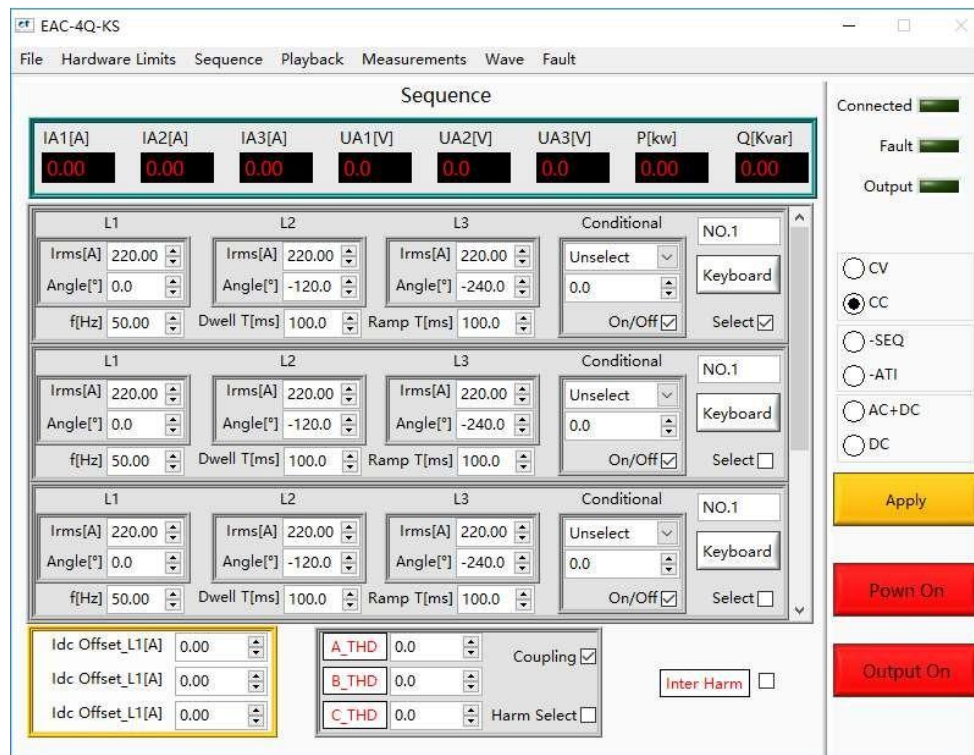 EAC-4Q-KS
File Hardware Limits Sequence Playback Measurements Wave Fault
Sequence
IA1[A] IA2[A] IA3[A] UA1[V] UA2[V] UA3[V] P[kw] Q[Kvar]
0.00 0.00 0.00 0.0 0.0 0.0 0.00 0.00
L1 L2 L3 Conditional NO.1
Irms[A] 220.00 Irms[A] 220.00 Irms[A] 220.00 Unselect
Angle[°] 0.0 Angle[°] -120.0 Angle[°] -240.0 0.0 Keyboard
f[Hz] 50.00 Dwell T[ms] 100.0 Ramp T[ms] 100.0 On/Off Select
L1 L2 L3 Conditional NO.1
Irms[A] 220.00 Irms[A] 220.00 Irms[A] 220.00 Unselect
Angle[°] 0.0 Angle[°] -120.0 Angle[°] -240.0 0.0 Keyboard
f[Hz] 50.00 Dwell T[ms] 100.0 Ramp T[ms] 100.0 On/Off Select
L1 L2 L3 Conditional NO.1
Irms[A] 220.00 Irms[A] 220.00 Irms[A] 220.00 Unselect
Angle[°] 0.0 Angle[°] -120.0 Angle[°] -240.0 0.0 Keyboard
f[Hz] 50.00 Dwell T[ms] 100.0 Ramp T[ms] 100.0 On/Off Select
Idc Offset_L1[A] 0.00
Idc Offset_L1[A] 0.00
Idc Offset_L1[A] 0.00
A_THD 0.0 Coupling
B_THD 0.0
C_THD 0.0 Harm Select
Inter Harm
Connected
Fault
Output
CV
CC
-SEQ
-ATI
AC+DC
DC
Apply
Pown On
Output On